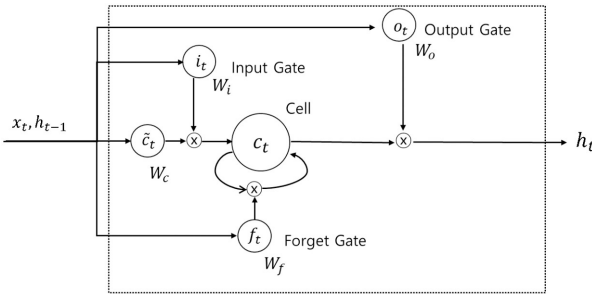 o_t Output Gate
W_o
i_t Input Gate
W_i
Cell
x_t, h_{t-1}
c̃_t
x
c_t
x
h_t
W_c
x
f_t Forget Gate
W_f